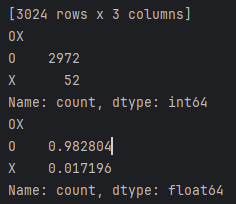 [3024 rows x 3 columns]
OX
O    2972
X      52
Name: count, dtype: int64
OX
O    0.982804
X    0.017196
Name: count, dtype: float64